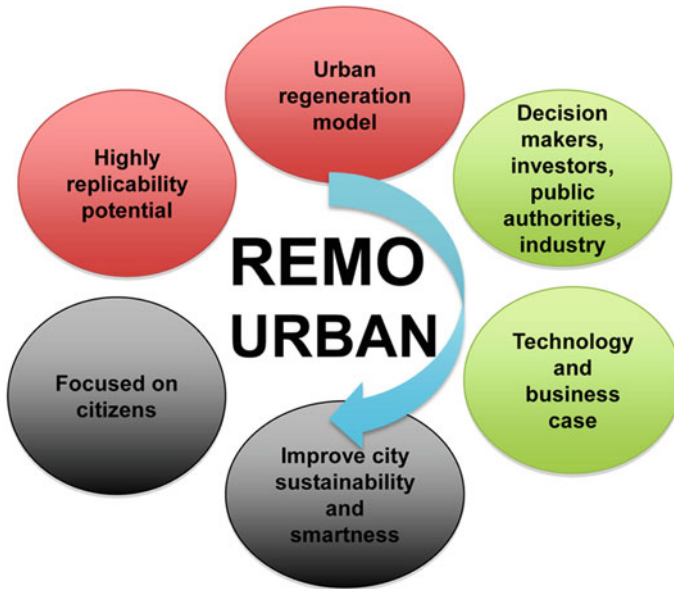 Urban
regeneration
model
Decision
makers,
investors,
public
authorities,
industry
Technology
and
business
case
Improve city
sustainability
and
smartness
Focused on
citizens
Highly
replicability
potential
REMO
URBAN